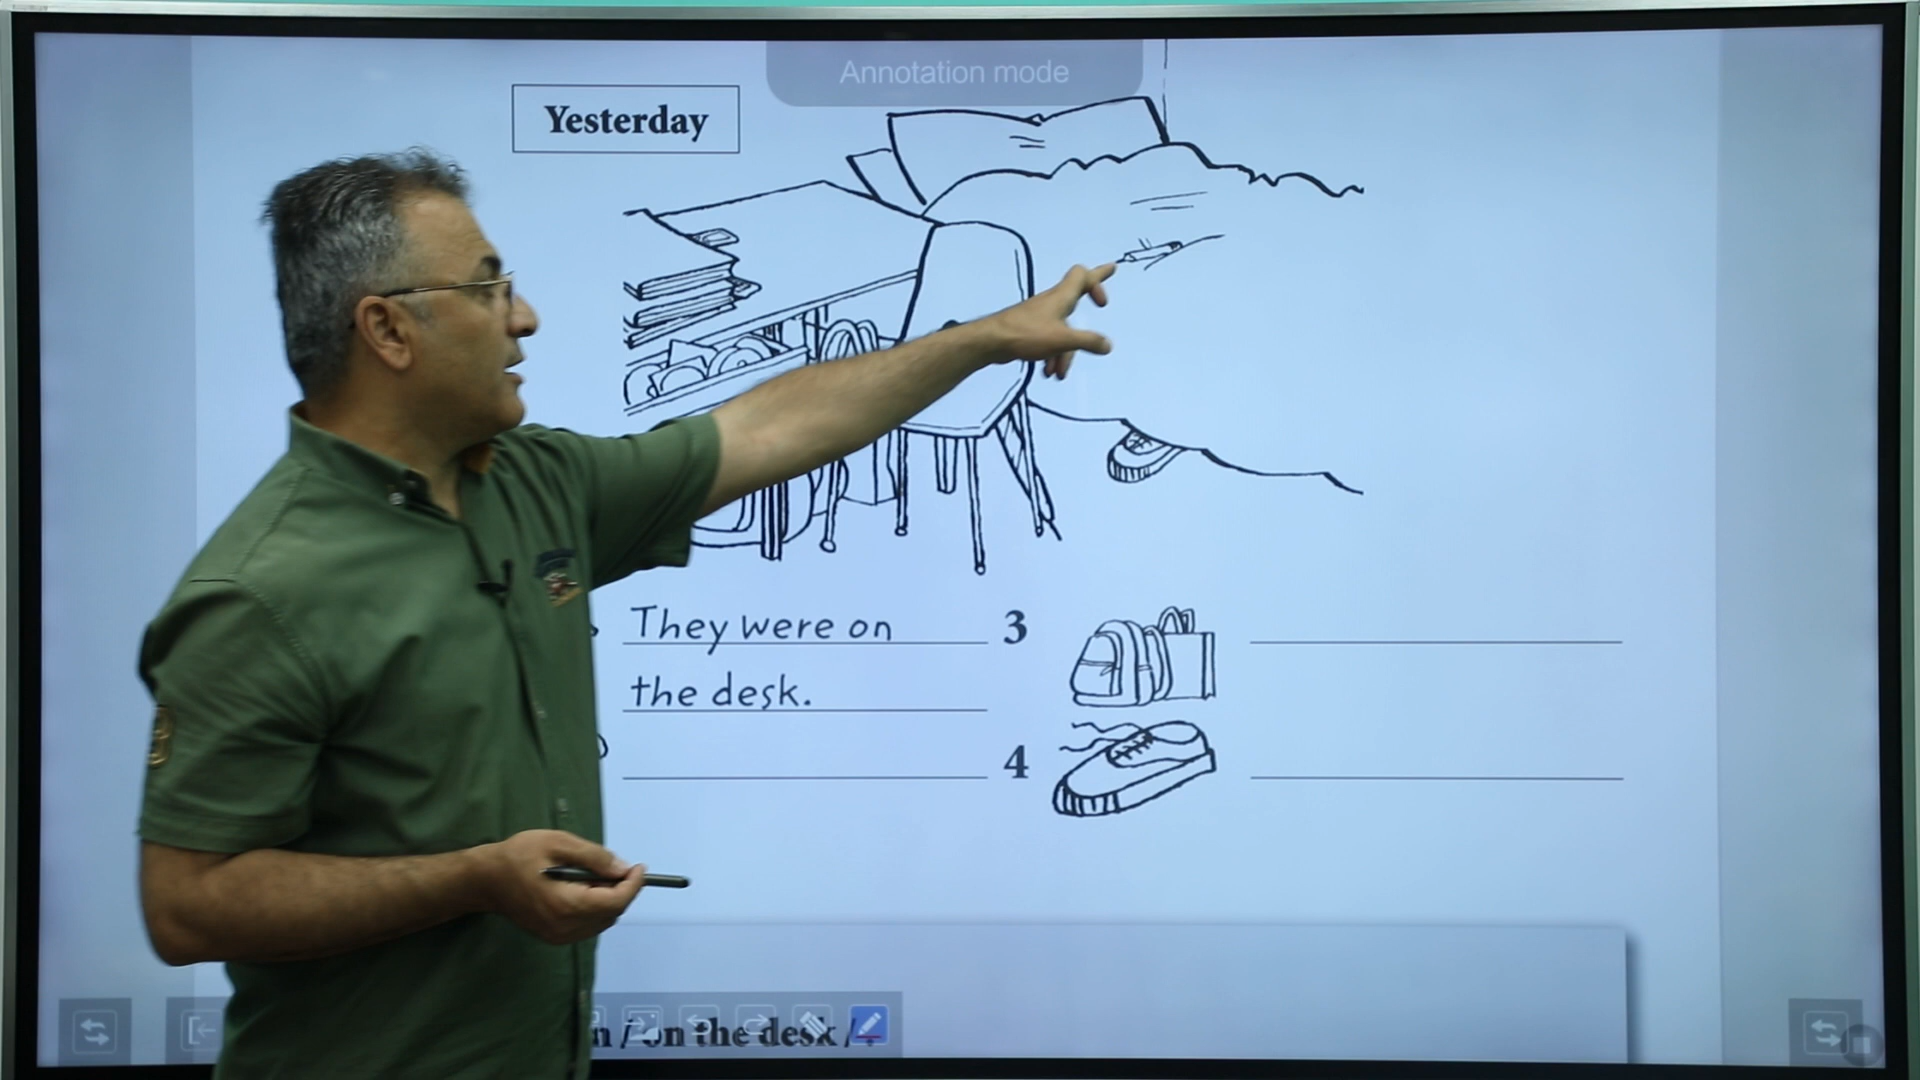 Annotation mode
Yesterday
They were on
the desk.
3
4
on the desk /